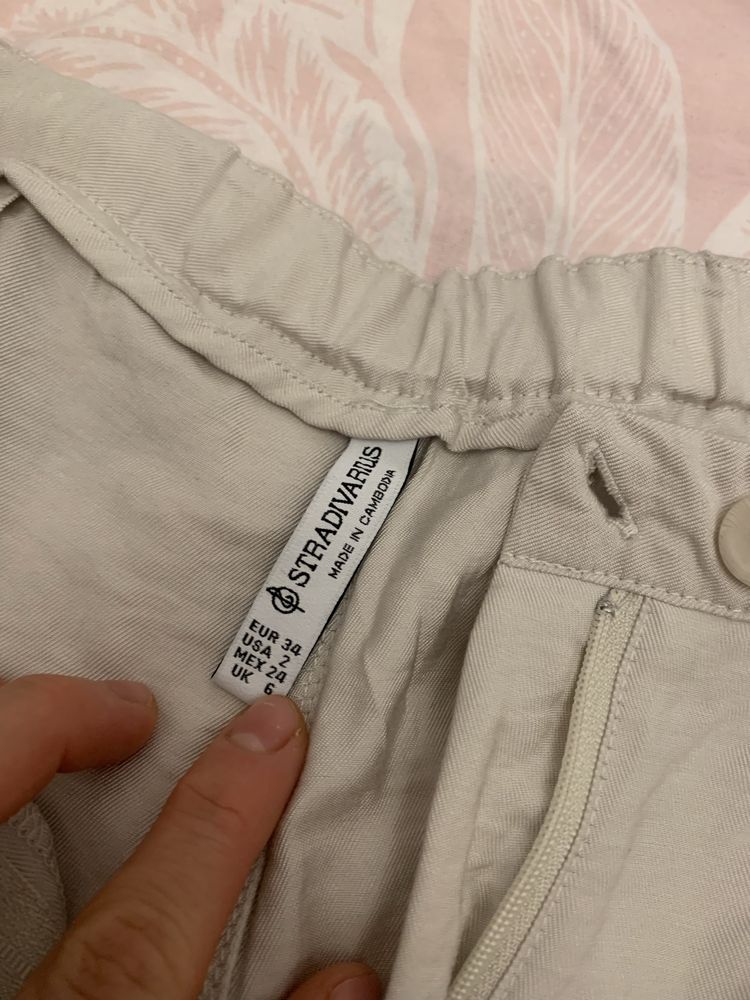 STRADIVARIUS
MADE IN CAMBODIA
EUR 34
USA 2
MEX 24
UK 6